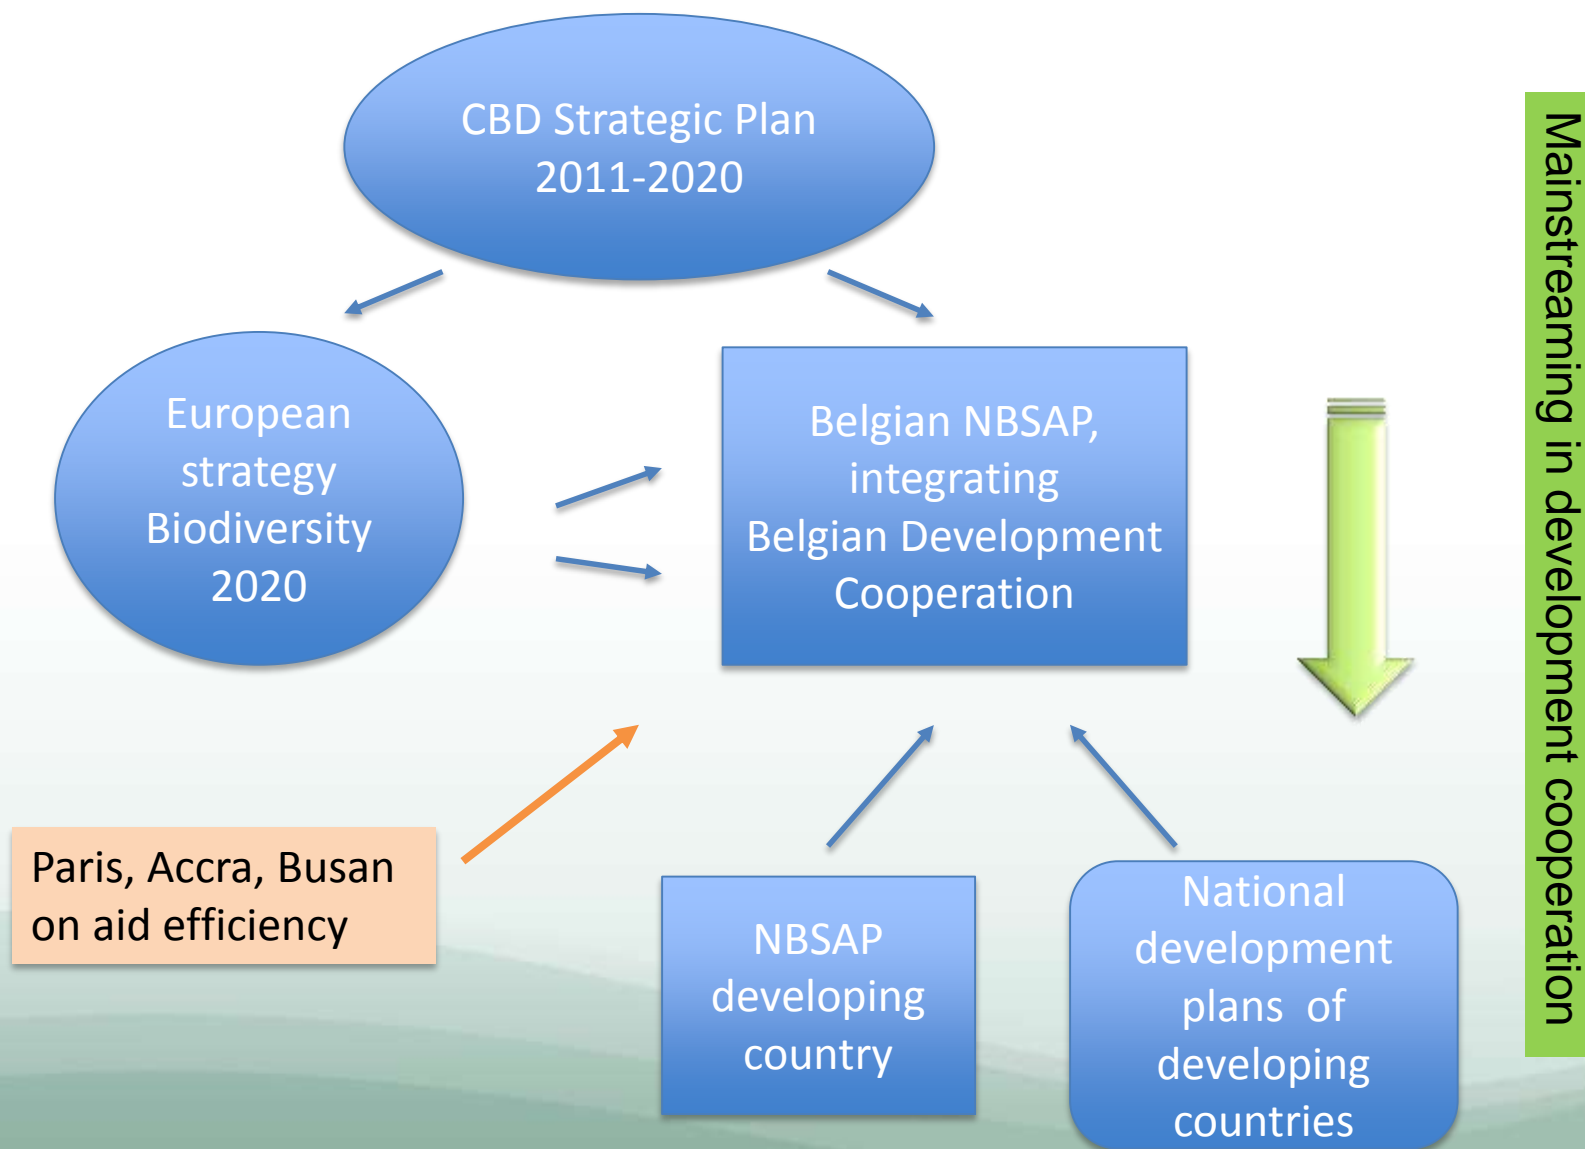 CBD Strategic Plan
2011-2020
European
strategy
Biodiversity
2020
Belgian NBSAP,
integrating
Belgian Development
Cooperation
Paris, Accra, Busan
on aid efficiency
NBSAP
developing
country
National
development
plans of
developing
countries
Mainstreaming in development cooperation